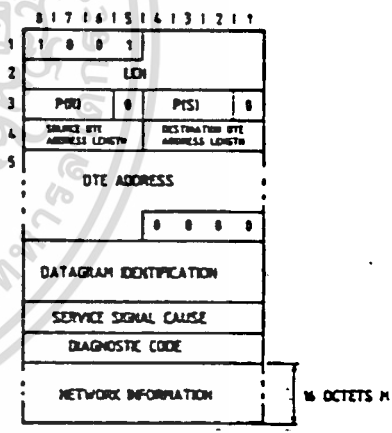 8 7 6 5 4 3 2 1
1
1 0 0 1
2
LCN
3
P(R) 0 P(S) 0
4
SOURCE DTE ADDRESS LENGTH
DESTINATION DTE ADDRESS LENGTH
5
DTE ADDRESS
0 0 0 0
DATAGRAM IDENTIFICATION
SERVICE SIGNAL CAUSE
DIAGNOSTIC CODE
NETWORK INFORMATION
16 OCTETS M